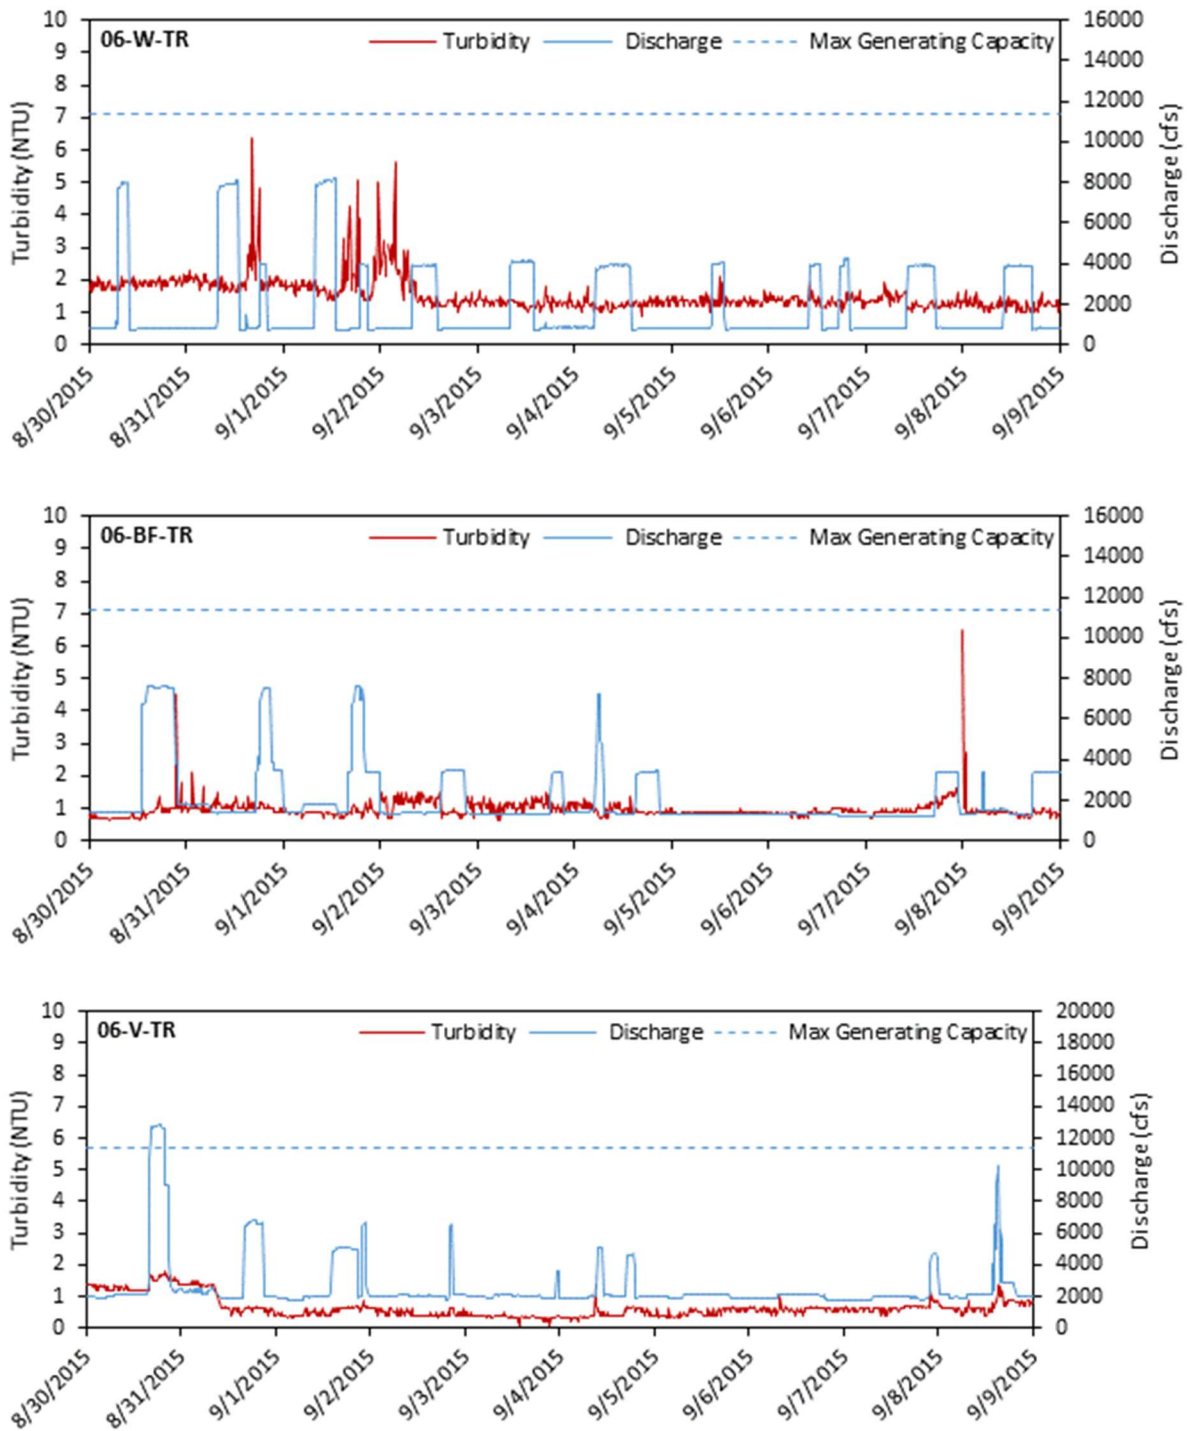 06-W-TR Turbidity Discharge Max Generating Capacity
10 9 8 7 6 5 4 3 2 1 0
Turbidity (NTU)
16000 14000 12000 10000 8000 6000 4000 2000 0
Discharge (cfs)
8/30/2015 8/31/2015 9/1/2015 9/2/2015 9/3/2015 9/4/2015 9/5/2015 9/6/2015 9/7/2015 9/8/2015 9/9/2015
06-BF-TR Turbidity Discharge Max Generating Capacity
10 9 8 7 6 5 4 3 2 1 0
Turbidity (NTU)
16000 14000 12000 10000 8000 6000 4000 2000 0
Discharge (cfs)
8/30/2015 8/31/2015 9/1/2015 9/2/2015 9/3/2015 9/4/2015 9/5/2015 9/6/2015 9/7/2015 9/8/2015 9/9/2015
06-V-TR Turbidity Discharge Max Generating Capacity
10 9 8 7 6 5 4 3 2 1 0
Turbidity (NTU)
20000 18000 16000 14000 12000 10000 8000 6000 4000 2000 0
Discharge (cfs)
8/30/2015 8/31/2015 9/1/2015 9/2/2015 9/3/2015 9/4/2015 9/5/2015 9/6/2015 9/7/2015 9/8/2015 9/9/2015